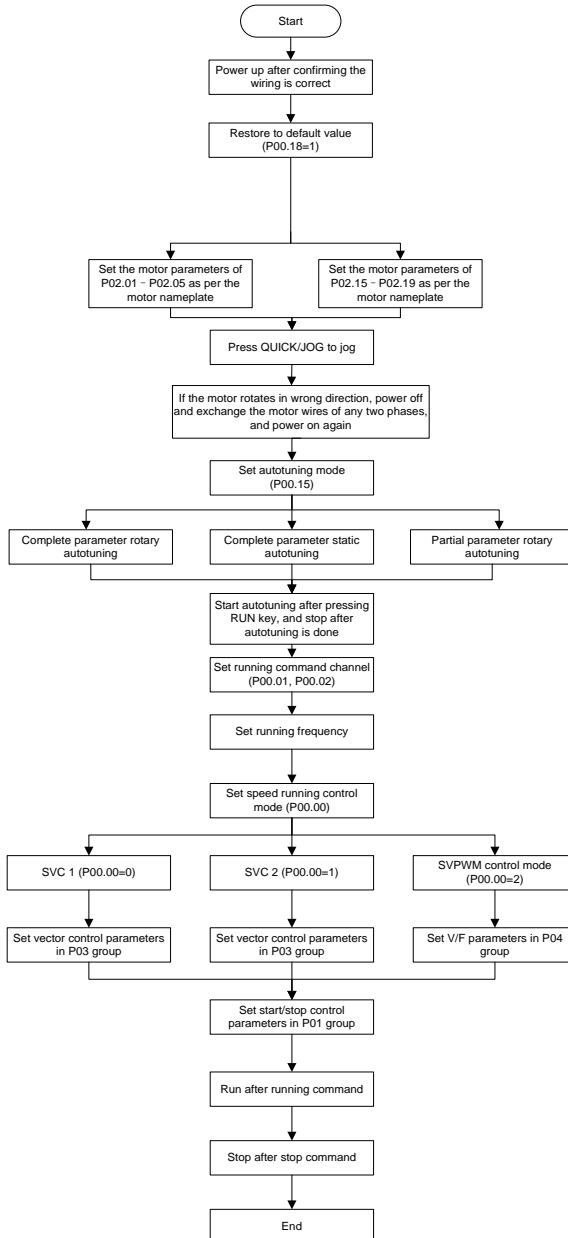 Start
Power up after confirming the
wiring is correct
Restore to default value
(P00.18=1)
Set the motor parameters of
P02.01﹣P02.05 as per the
motor nameplate
Set the motor parameters of
P02.15﹣P02.19 as per the
motor nameplate
Press QUICK/JOG to jog
If the motor rotates in wrong direction, power off
and exchange the motor wires of any two phases,
and power on again
Set autotuning mode
(P00.15)
Complete parameter rotary
autotuning
Complete parameter static
autotuning
Partial parameter rotary
autotuning
Start autotuning after pressing
RUN key, and stop after
autotuning is done
Set running command channel
(P00.01, P00.02)
Set running frequency
Set speed running control
mode (P00.00)
SVC 1 (P00.00=0)
SVC 2 (P00.00=1)
SVPWM control mode
(P00.00=2)
Set vector control parameters
in P03 group
Set vector control parameters
in P03 group
Set V/F parameters in P04
group
Set start/stop control
parameters in P01 group
Run after running command
Stop after stop command
End